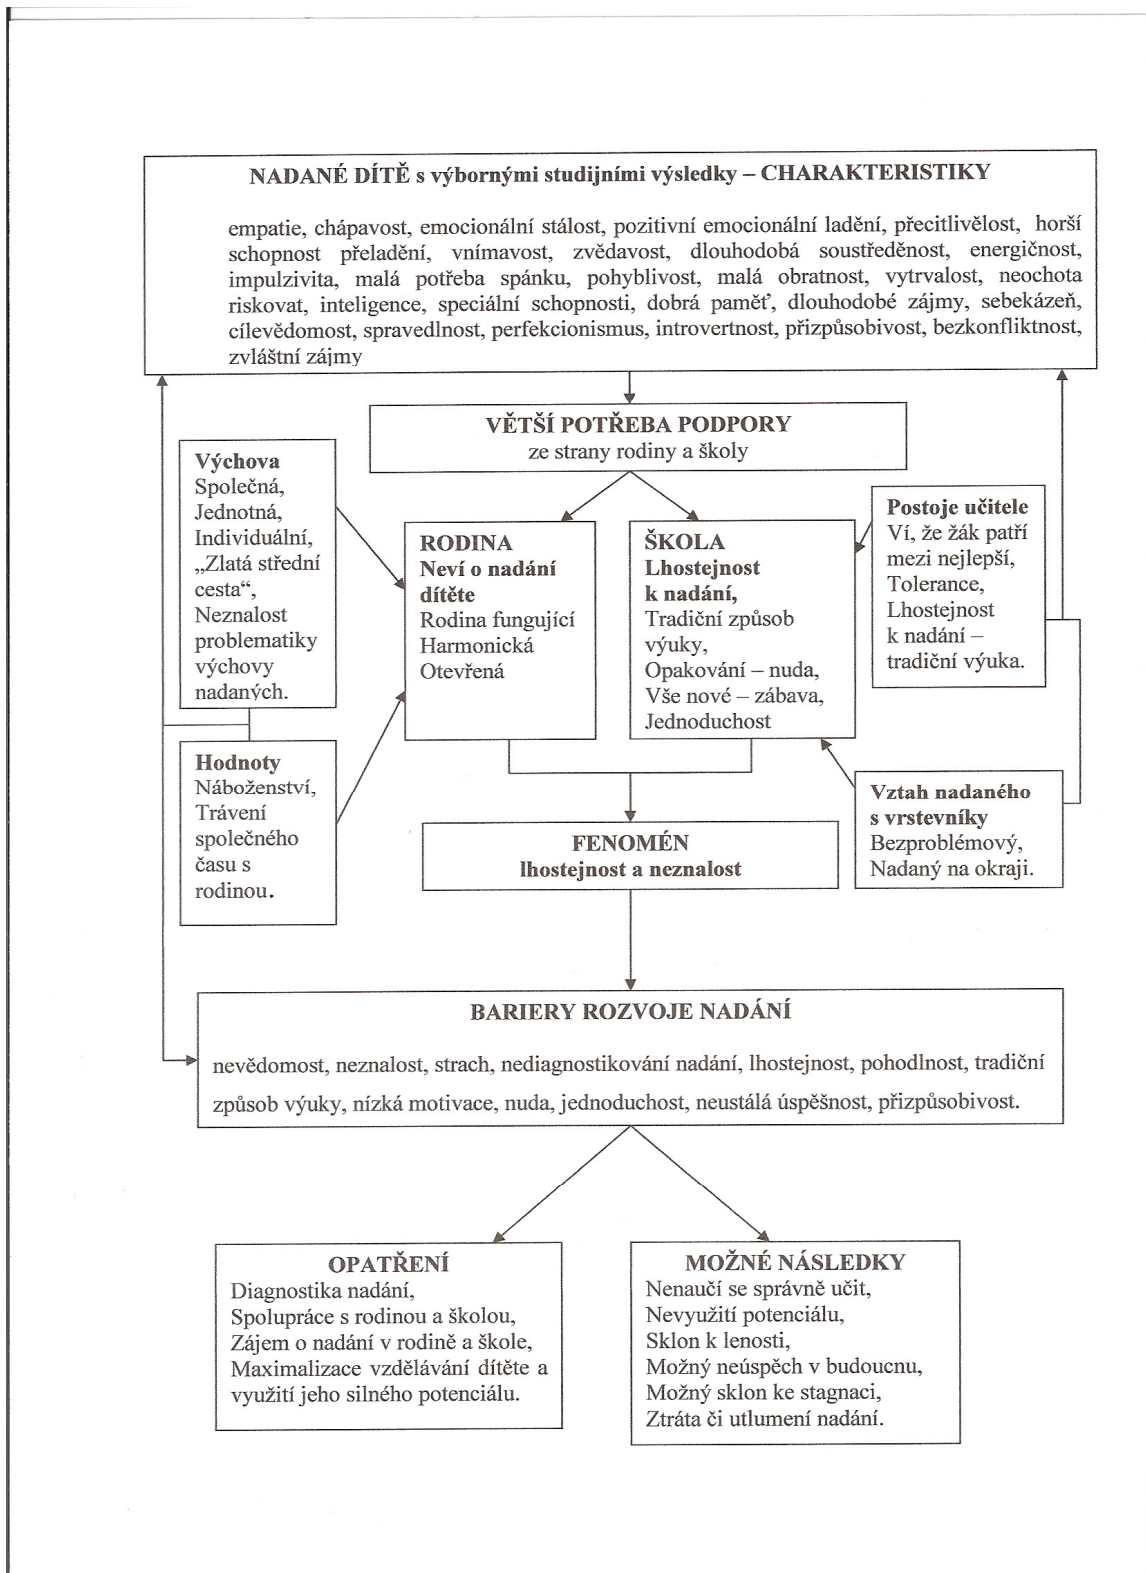 NADANÉ DÍTĚ s výbornými studijními výsledky – CHARAKTERISTIKY
empatie, chápavost, emocionální stálost, pozitivní emocionální ladění, přecitlivělost, horší
schopnost přeladění, vnímavost, zvědavost, dlouhodobá soustředěnost, energičnost,
impulzivita, malá potřeba spánku, pohyblivost, malá obratnost, vytrvalost, neochota
riskovat, inteligence, speciální schopnosti, dobrá paměť, dlouhodobé zájmy, sebekázeň,
cílevědomost, spravedlnost, perfekcionismus, introvertnost, přizpůsobivost, bezkonfliktnost,
zvláštní zájmy
VĚTŠÍ POTŘEBA PODPORY
ze strany rodiny a školy
Výchova
Společná,
Jednotná,
Individuální,
„Zlatá střední
cesta“,
Neznalost
problematiky
výchovy
nadaných.
RODINA
Neví o nadání
dítěte
Rodina fungující
Harmonická
Otevřená
ŠKOLA
Lhostejnost
k nadání,
Tradiční způsob
výuky,
Opakování – nuda,
Vše nové – zábava,
Jednoduchost
Postoje učitele
Ví, že žák patří
mezi nejlepší,
Tolerance,
Lhostejnost
k nadání –
tradiční výuka.
Hodnoty
Náboženství,
Trávení
společného
času s
rodinou.
Vztah nadaného
s vrstevníky
Bezproblémový,
Nadaný na okraji.
FENOMÉN
lhostejnost a neznalost
BARIERY ROZVOJE NADÁNÍ
nevědomost, neznalost, strach, nediagnostikování nadání, lhostejnost, pohodlnost, tradiční
způsob výuky, nízká motivace, nuda, jednoduchost, neustálá úspěšnost, přizpůsobivost.
OPATŘENÍ
Diagnostika nadání,
Spolupráce s rodinou a školou,
Zájem o nadání v rodině a škole,
Maximalizace vzdělávání dítěte a
využití jeho silného potenciálu.
MOŽNÉ NÁSLEDKY
Nenaučí se správně učit,
Nevyužití potenciálu,
Sklon k lenosti,
Možný neúspěch v budoucnu,
Možný sklon ke stagnaci,
Ztráta či utlumení nadání.